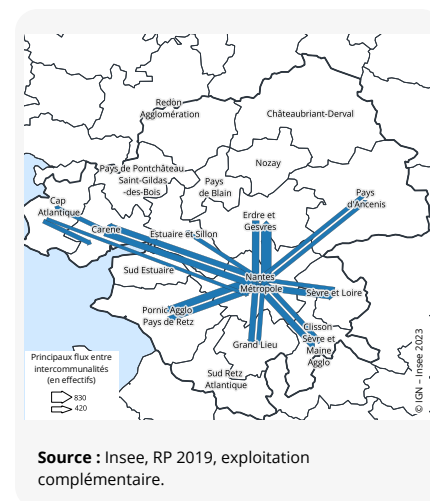 Redon
Agglomération
Châteaubriant-Derval
Nozay
Pays de Pontchâteau
Saint-Gildas
-des-Bois
Pays
de Blain
Pays
d'Ancenis
Cap
Atlantique
Erdre et
Gesvres
Carene
Estuaire et Sillon
Sud Estuaire
Nantes
Métropole
Sèvre et Loire
Pornic Agglo
Pays de Retz
Clisson
Sèvre et
Maine
Agglo
Grand Lieu
Sud Retz
Atlantique
Principaux flux entre
intercommunalités
(en effectifs)
830
420
© IGN – Insee 2023
Source : Insee, RP 2019, exploitation
complémentaire.